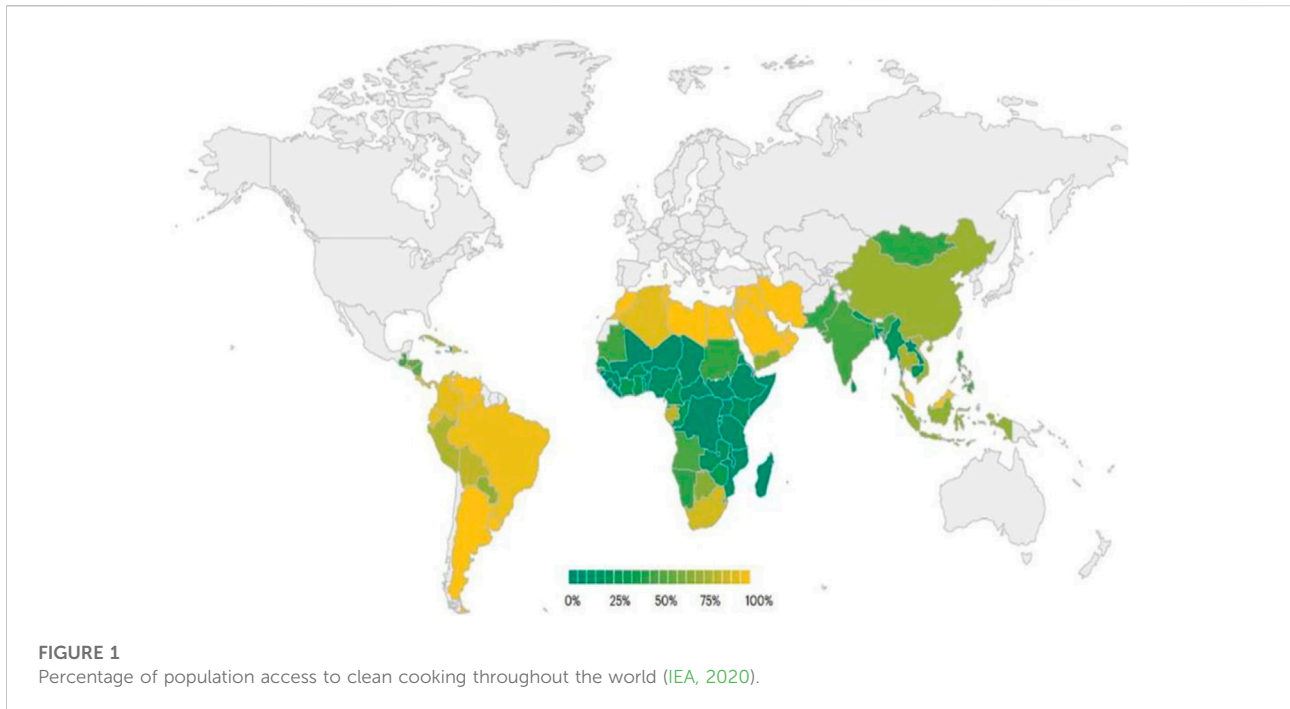 0% 25% 50% 75% 100%
FIGURE 1
Percentage of population access to clean cooking throughout the world (IEA, 2020).